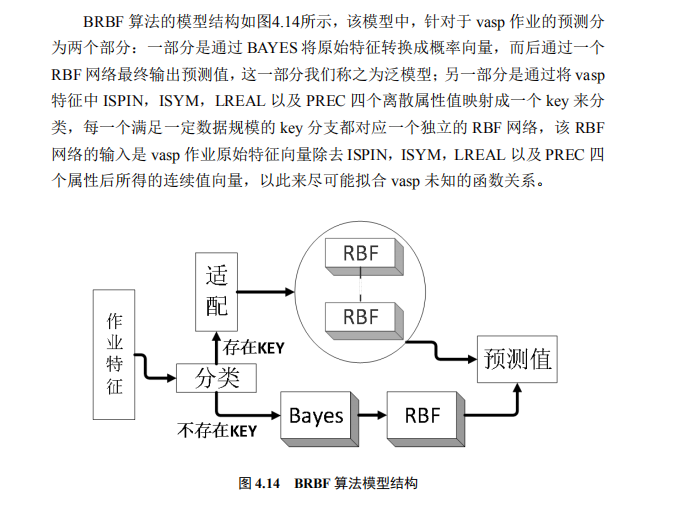 BRBF 算法的模型结构如图4.14所示，该模型中，针对于 vasp 作业的预测分
为两个部分：一部分是通过 BAYES 将原始特征转换成概率向量，而后通过一个
RBF 网络最终输出预测值，这一部分我们称之为泛模型；另一部分是通过将 vasp
特征中 ISPIN，ISYM，LREAL 以及 PREC 四个离散属性值映射成一个 key 来分
类，每一个满足一定数据规模的 key 分支都对应一个独立的 RBF 网络，该 RBF
网络的输入是 vasp 作业原始特征向量除去 ISPIN，ISYM，LREAL 以及 PREC 四
个属性后所得的连续值向量，以此来尽可能拟合 vasp 未知的函数关系。
作业特征
分类
存在KEY
适配
RBF
RBF
不存在KEY
Bayes
RBF
预测值
图 4.14 BRBF 算法模型结构